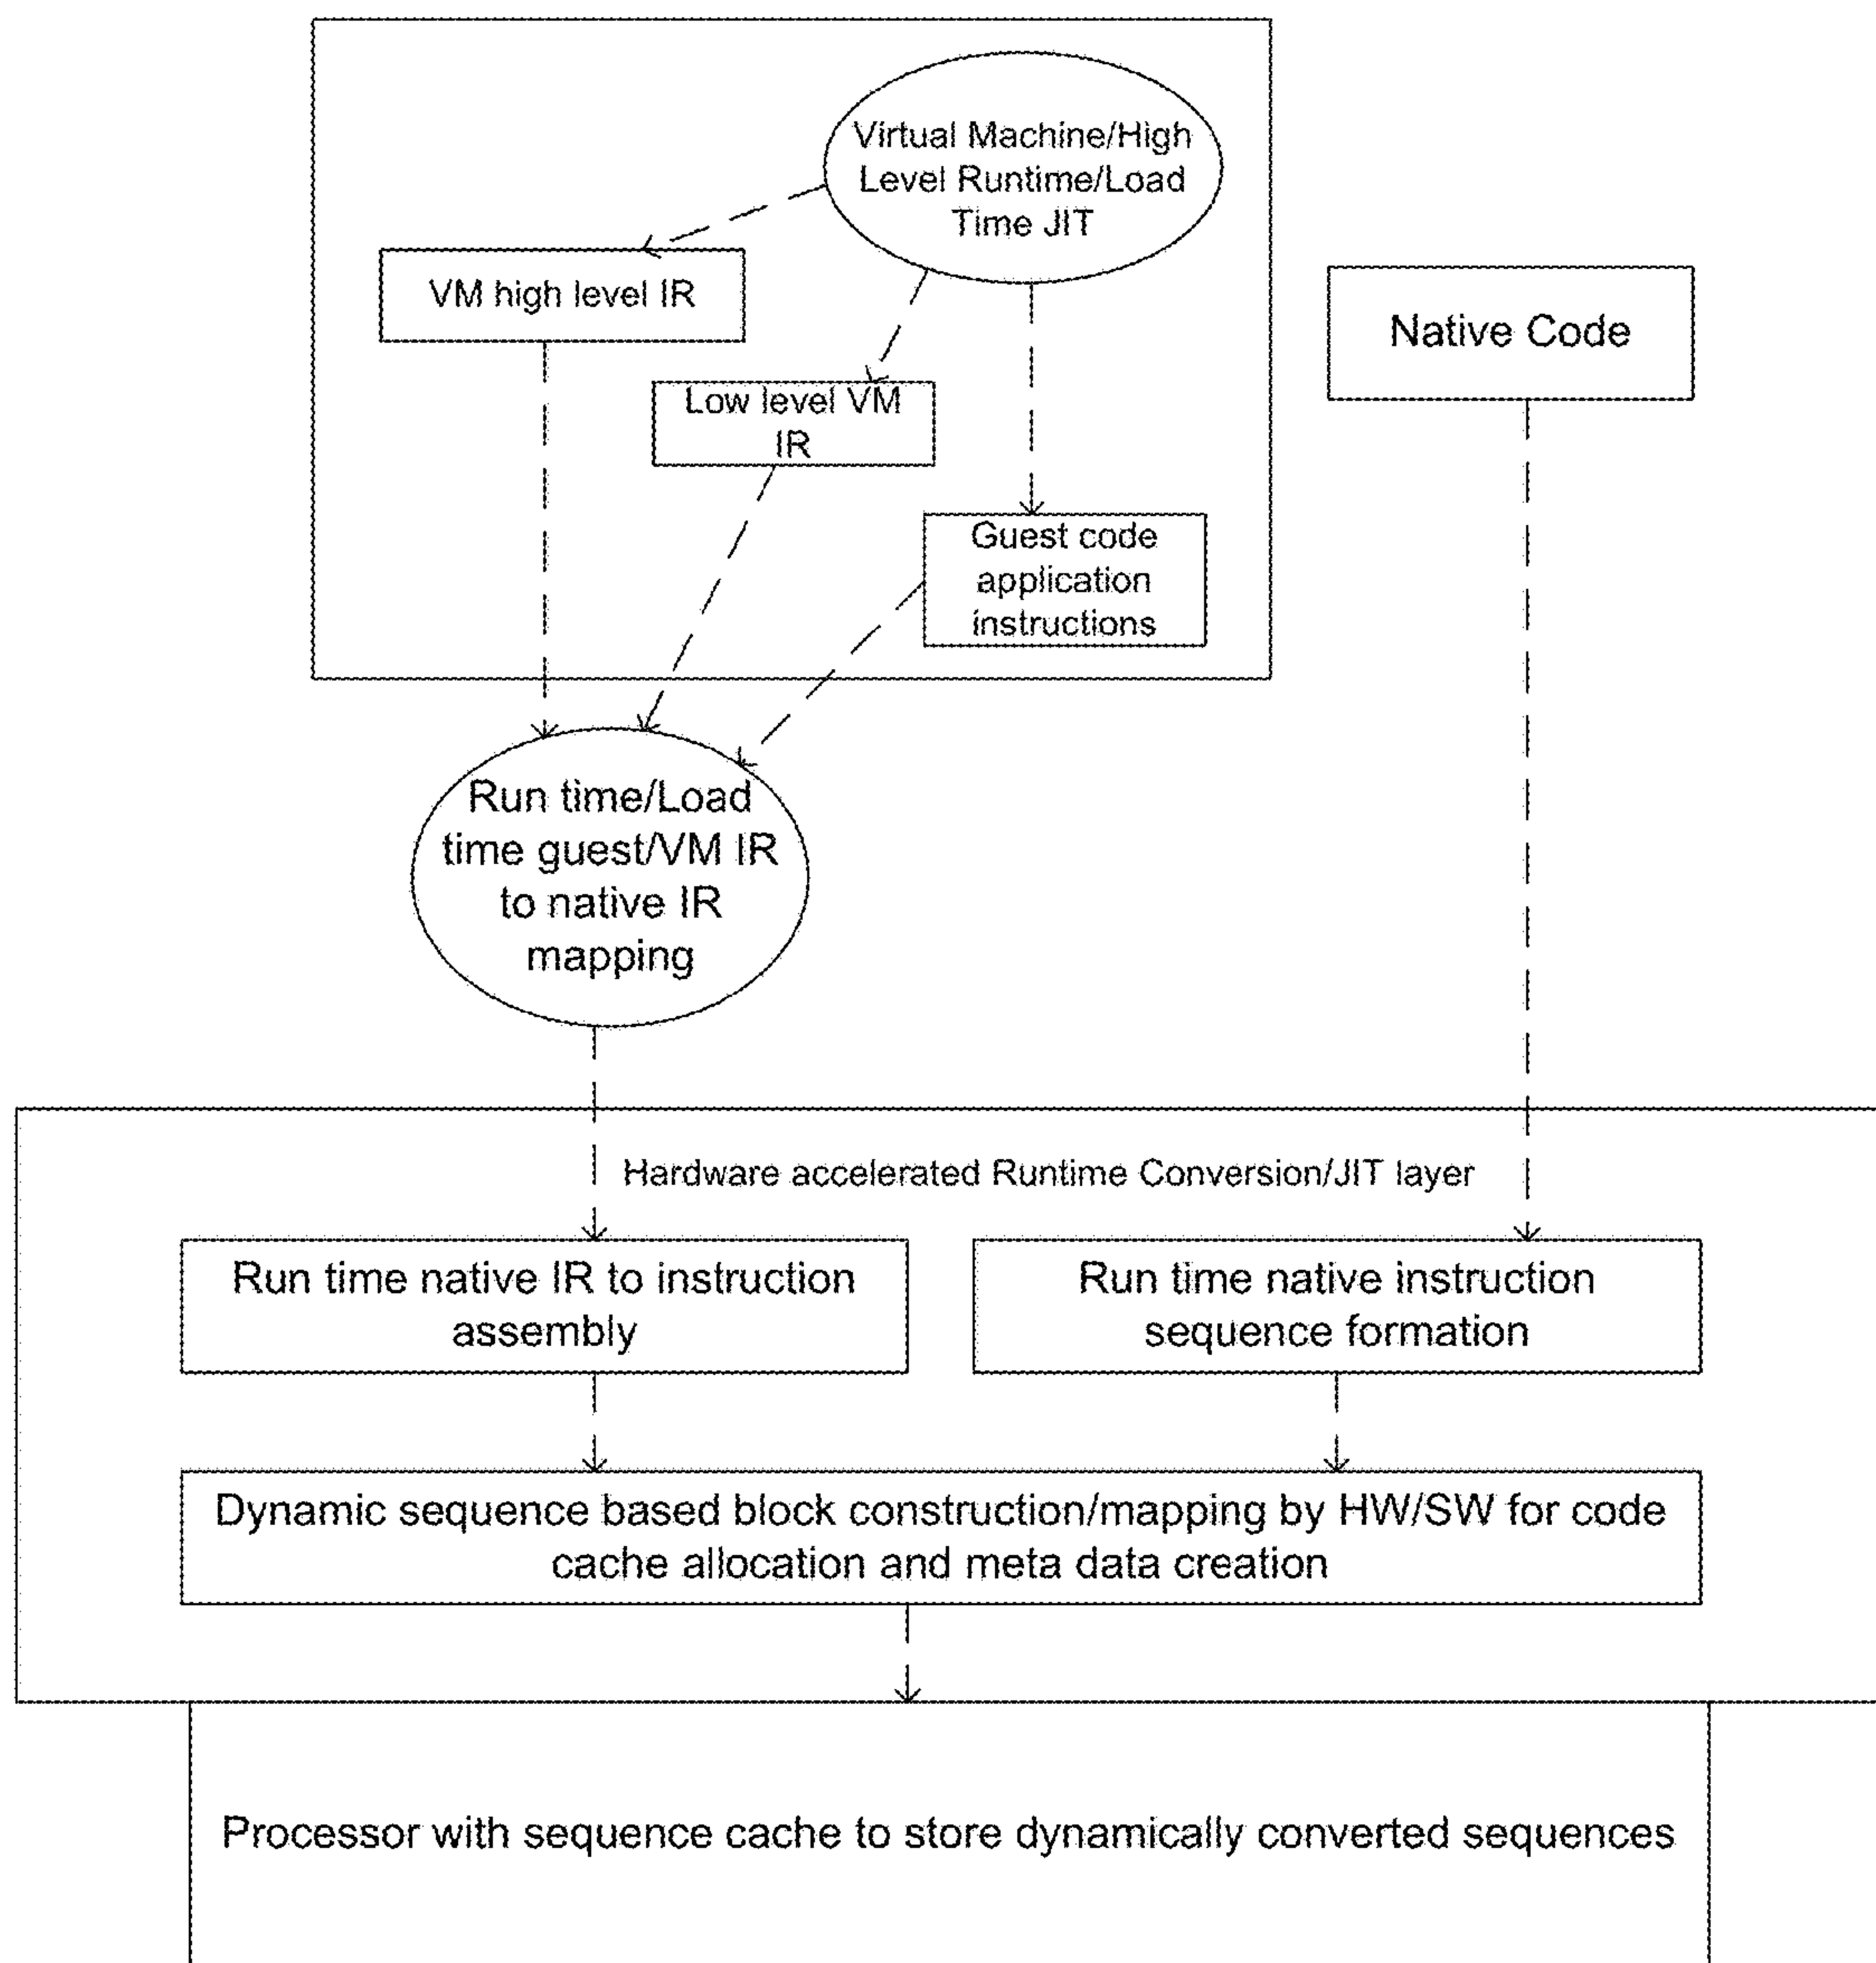 Virtual Machine/High
Level Runtime/Load
Time JIT
VM high level IR
Native Code
Low level VM
IR
Guest code
application
instructions
Run time/Load
time guest/VM IR
to native IR
mapping
Hardware accelerated Runtime Conversion/JIT layer
Run time native IR to instruction
assembly
Run time native instruction
sequence formation
Dynamic sequence based block construction/mapping by HW/SW for code
cache allocation and meta data creation
Processor with sequence cache to store dynamically converted sequences